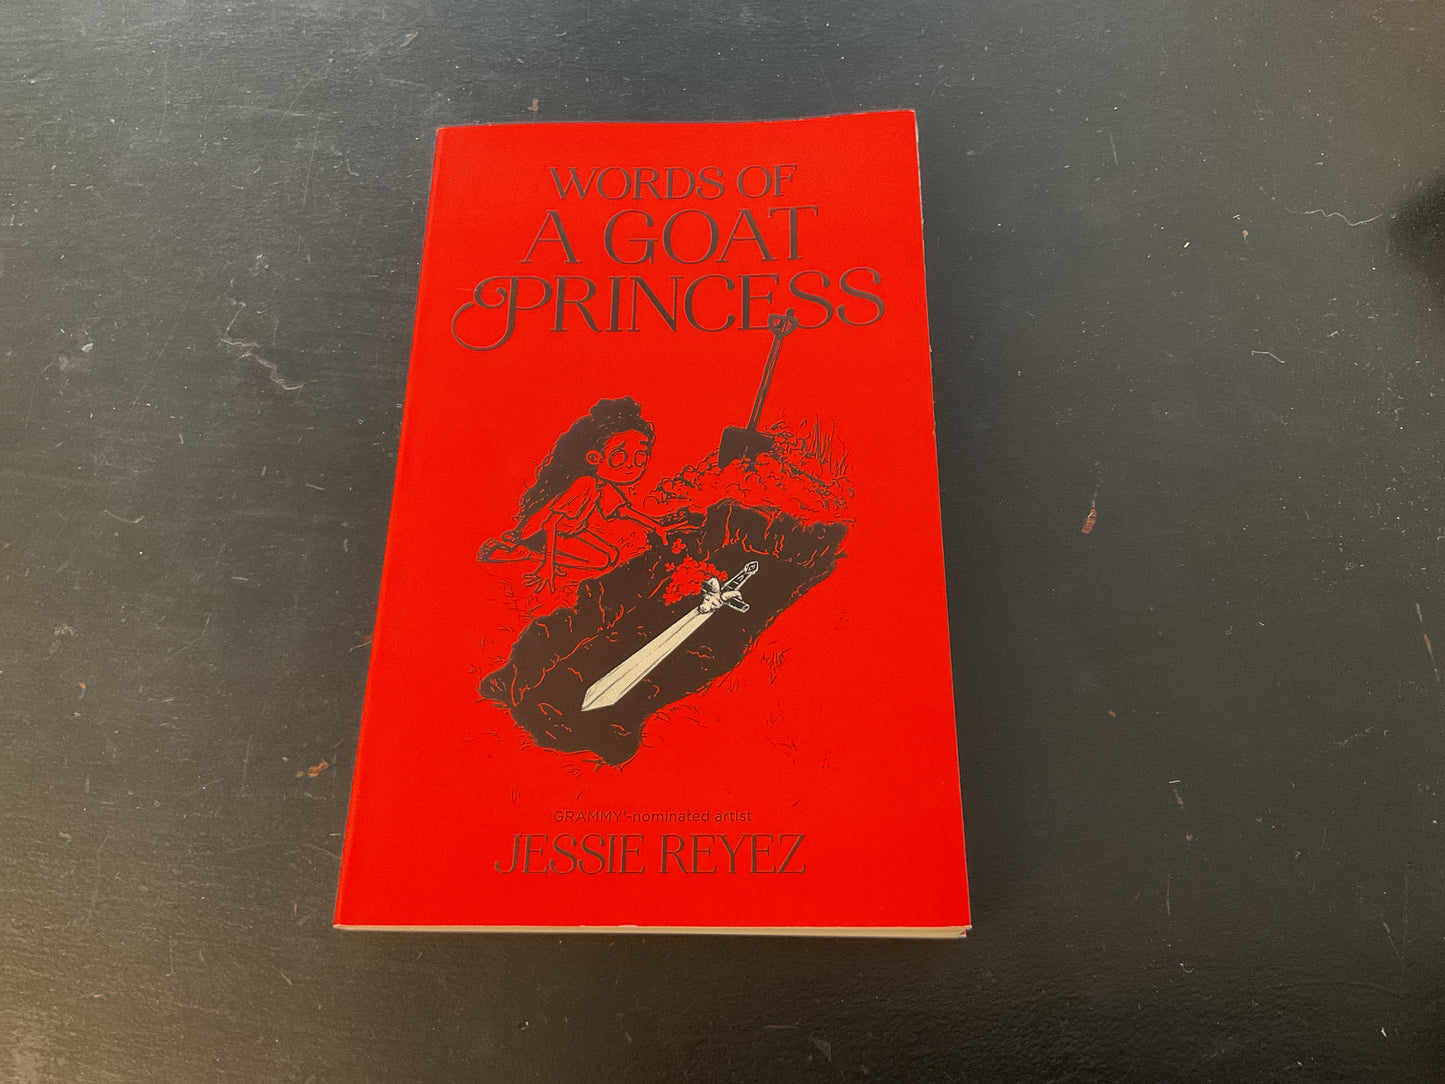 WORDS OF
A GOAT
PRINCESS
GRAMMY®-nominated artist
JESSIE REYEZ